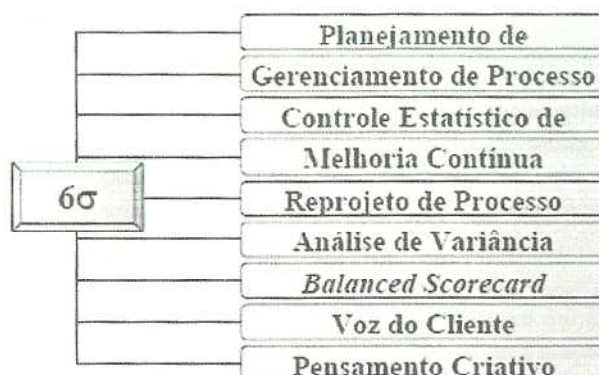 Planejamento de
Gerenciamento de Processo
Controle Estatístico de
Melhoria Contínua
6σ
Reprojeto de Processo
Análise de Variância
Balanced Scorecard
Voz do Cliente
Pensamento Criativo